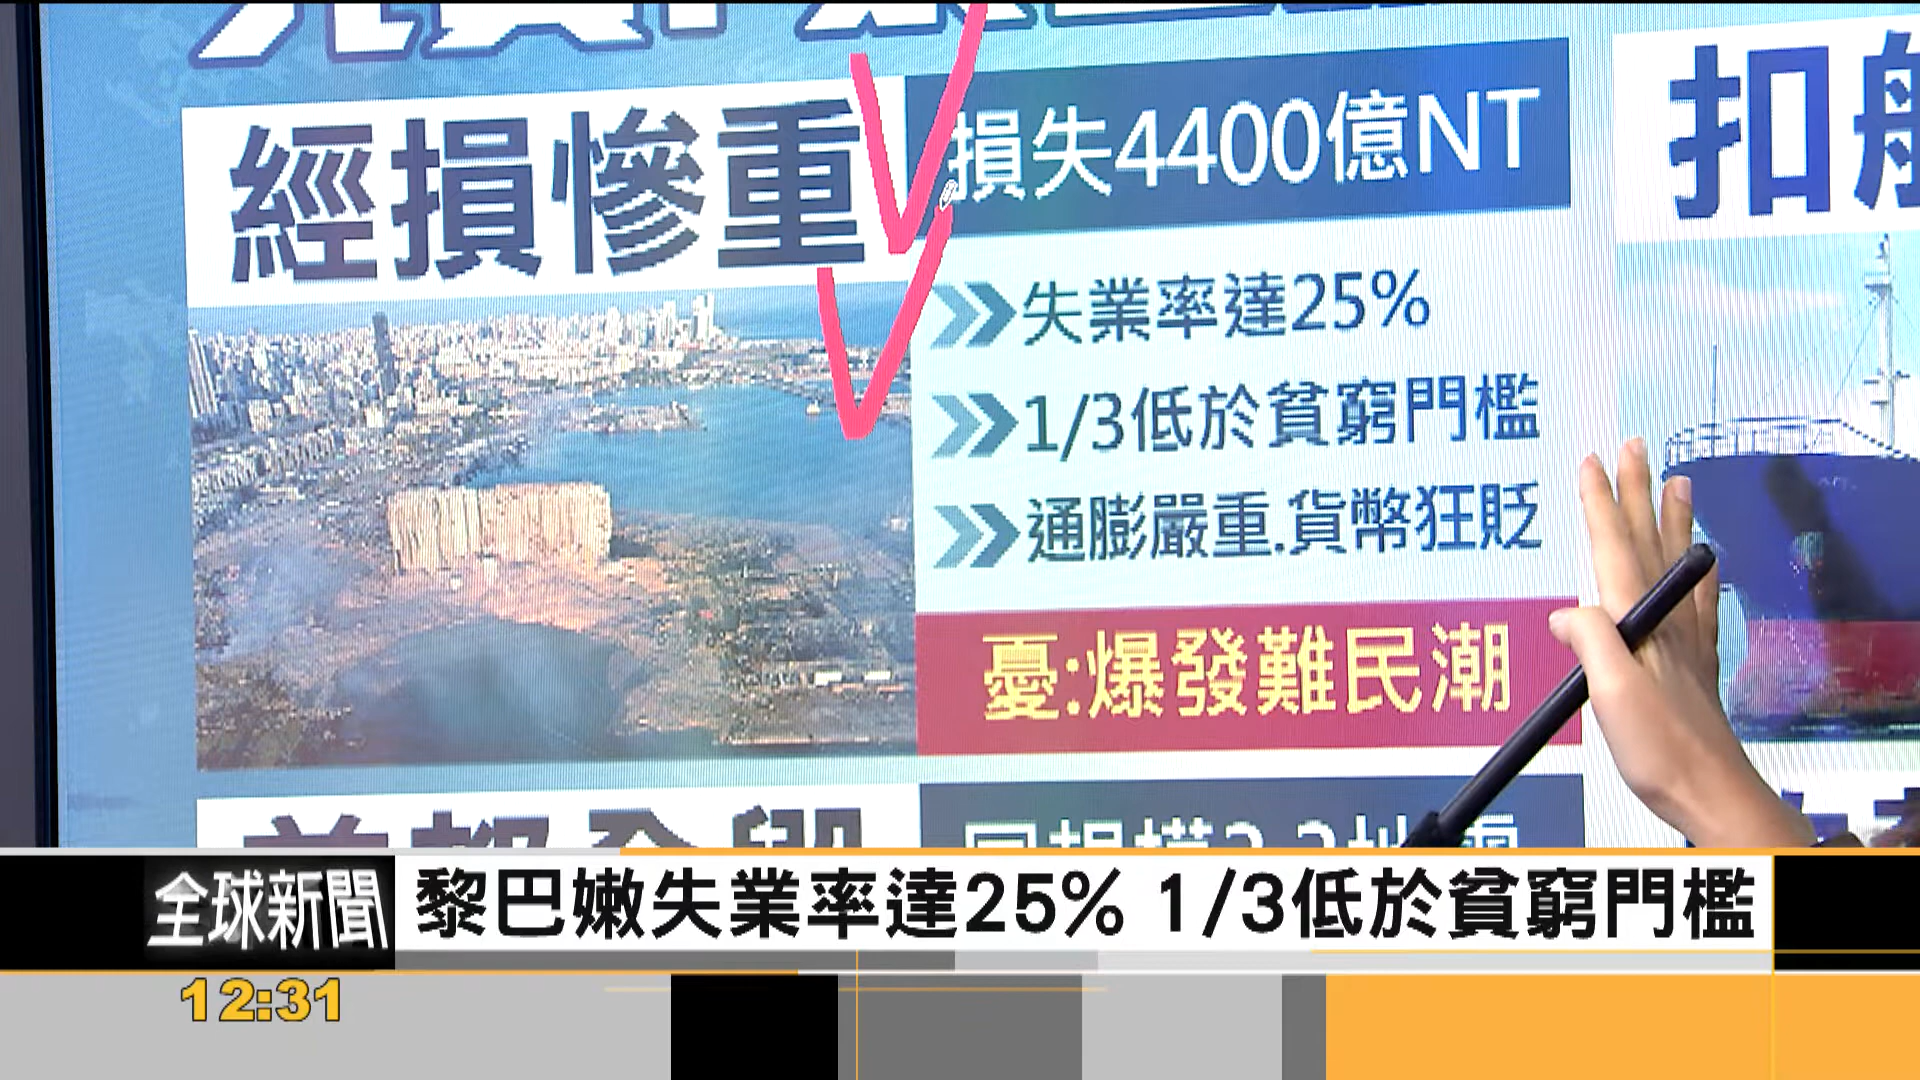 經損慘重
損失4400億NT
失業率達25%
1/3低於貧窮門檻
通膨嚴重.貨幣狂貶
憂:爆發難民潮
扣
全球新聞
黎巴嫩失業率達25% 1/3低於貧窮門檻
12:31